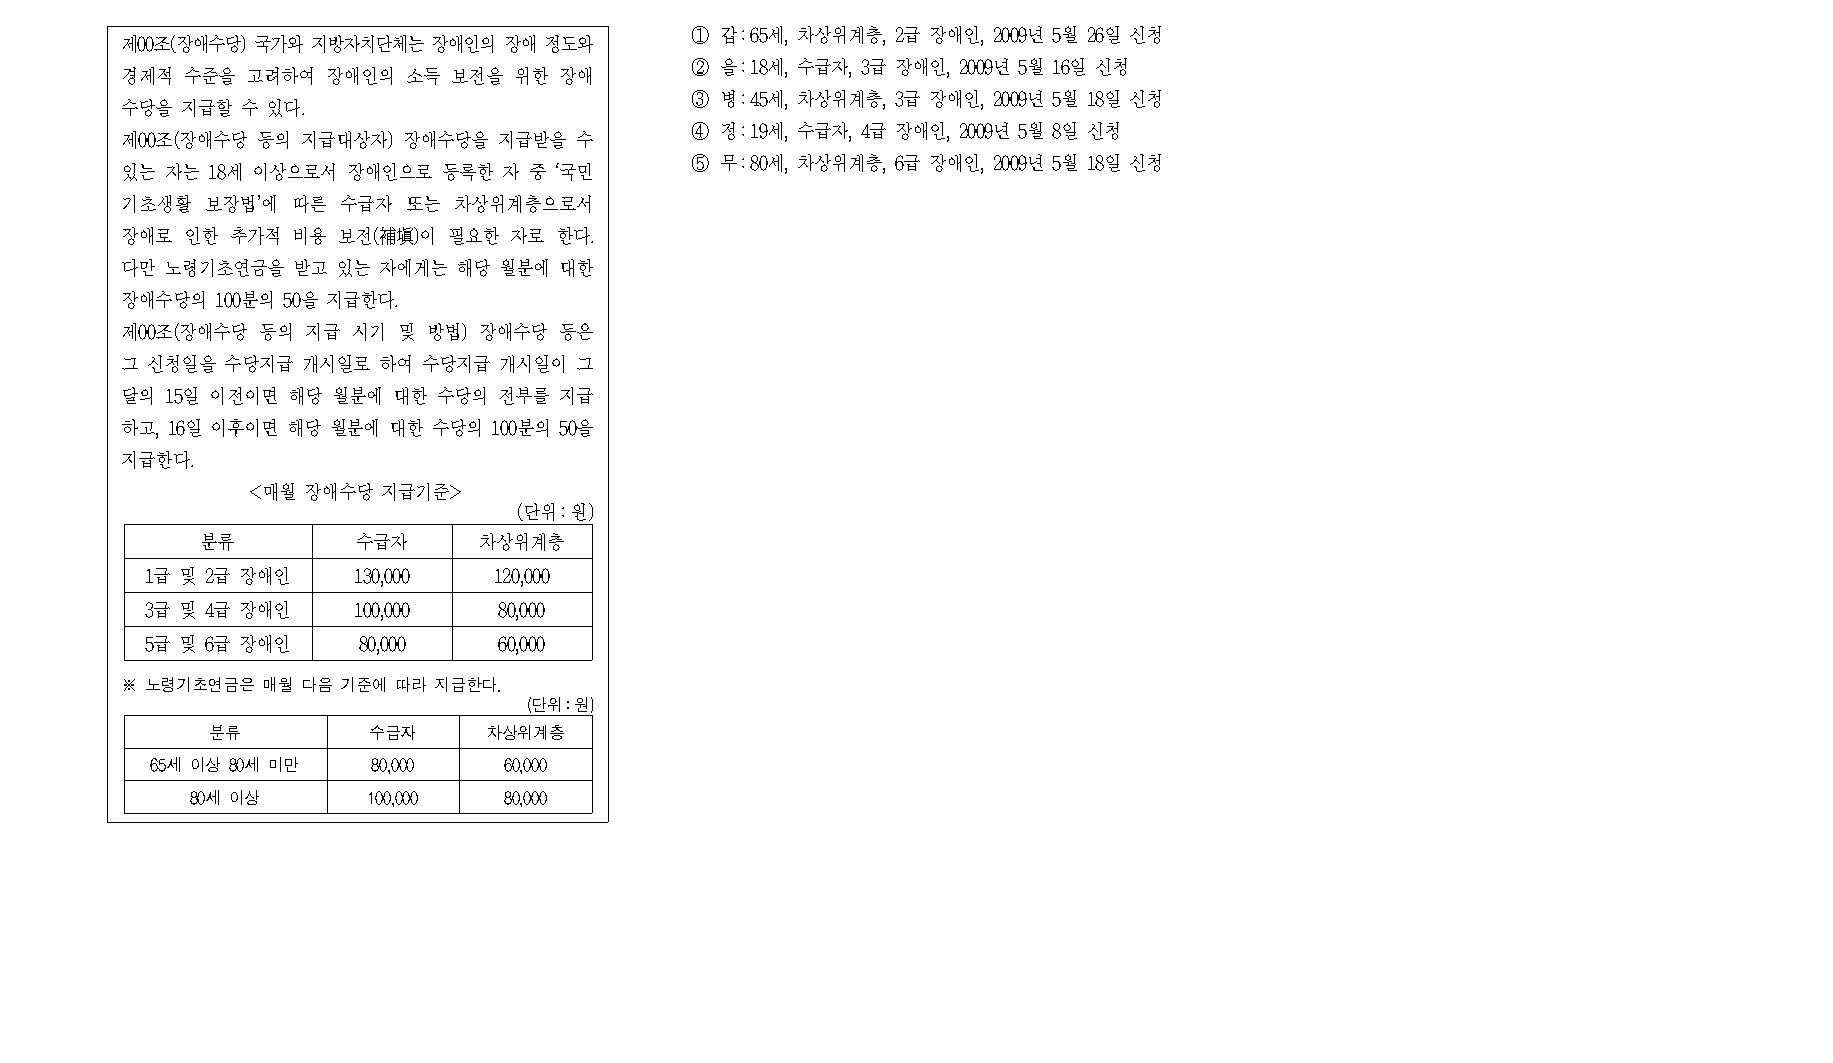 제00조(장애수당) 국가와 지방자치단체는 장애인의 장애 정도와
경제적 수준을 고려하여 장애인의 소득 보전을 위한 장애
수당을 지급할 수 있다.
제00조(장애수당 등의 지급대상자) 장애수당을 지급받을 수
있는 자는 18세 이상으로서 장애인으로 등록한 자 중 ‘국민
기초생활 보장법’에 따른 수급자 또는 차상위계층으로서
장애로 인한 추가적 비용 보전(補塡)이 필요한 자로 한다.
다만 노령기초연금을 받고 있는 자에게는 해당 월분에 대한
장애수당의 100분의 50을 지급한다.
제00조(장애수당 등의 지급 시기 및 방법) 장애수당 등은
그 신청일을 수당지급 개시일로 하여 수당지급 개시일이 그
달의 15일 이전이면 해당 월분에 대한 수당의 전부를 지급
하고, 16일 이후이면 해당 월분에 대한 수당의 100분의 50을
지급한다.
<매월 장애수당 지급기준>
(단위 : 원)
분류 수급자 차상위계층
1급 및 2급 장애인 130,000 120,000
3급 및 4급 장애인 100,000 80,000
5급 및 6급 장애인 80,000 60,000
※ 노령기초연금은 매월 다음 기준에 따라 지급한다.
(단위 : 원)
분류 수급자 차상위계층
65세 이상 80세 미만 80,000 60,000
80세 이상 100,000 80,000
① 갑 : 65세, 차상위계층, 2급 장애인, 2009년 5월 26일 신청
② 을 : 18세, 수급자, 3급 장애인, 2009년 5월 16일 신청
③ 병 : 45세, 차상위계층, 3급 장애인, 2009년 5월 18일 신청
④ 정 : 19세, 수급자, 4급 장애인, 2009년 5월 8일 신청
⑤ 무 : 80세, 차상위계층, 6급 장애인, 2009년 5월 18일 신청